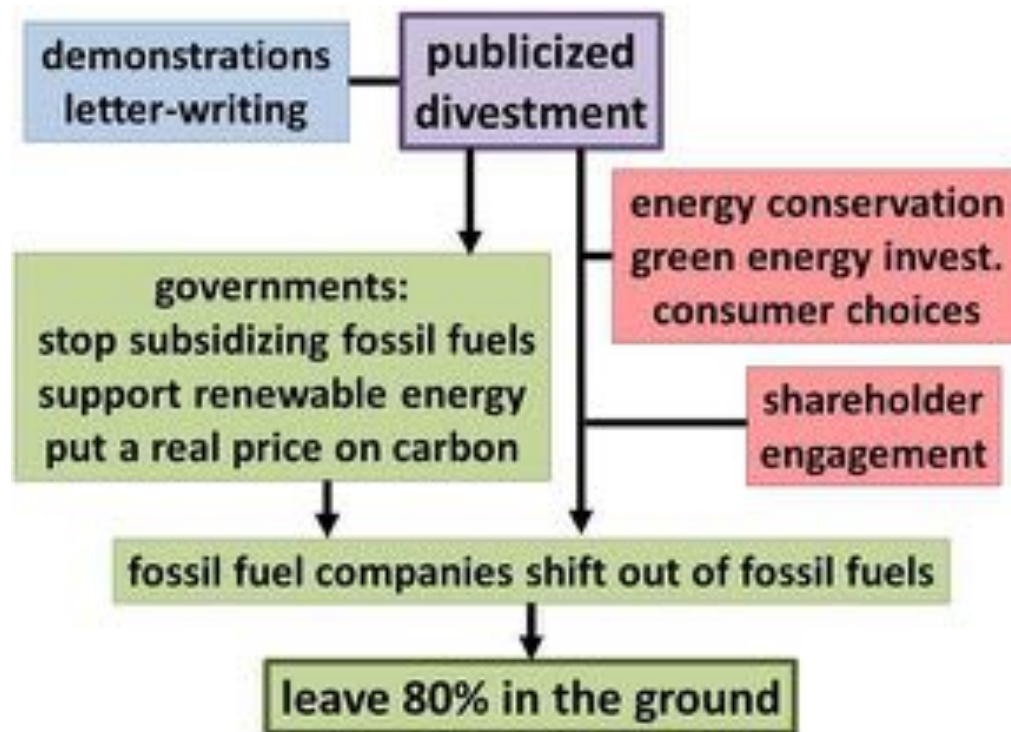 demonstrations
letter-writing
publicized
divestment
energy conservation
green energy invest.
consumer choices
governments:
stop subsidizing fossil fuels
support renewable energy
put a real price on carbon
shareholder
engagement
fossil fuel companies shift out of fossil fuels
leave 80% in the ground